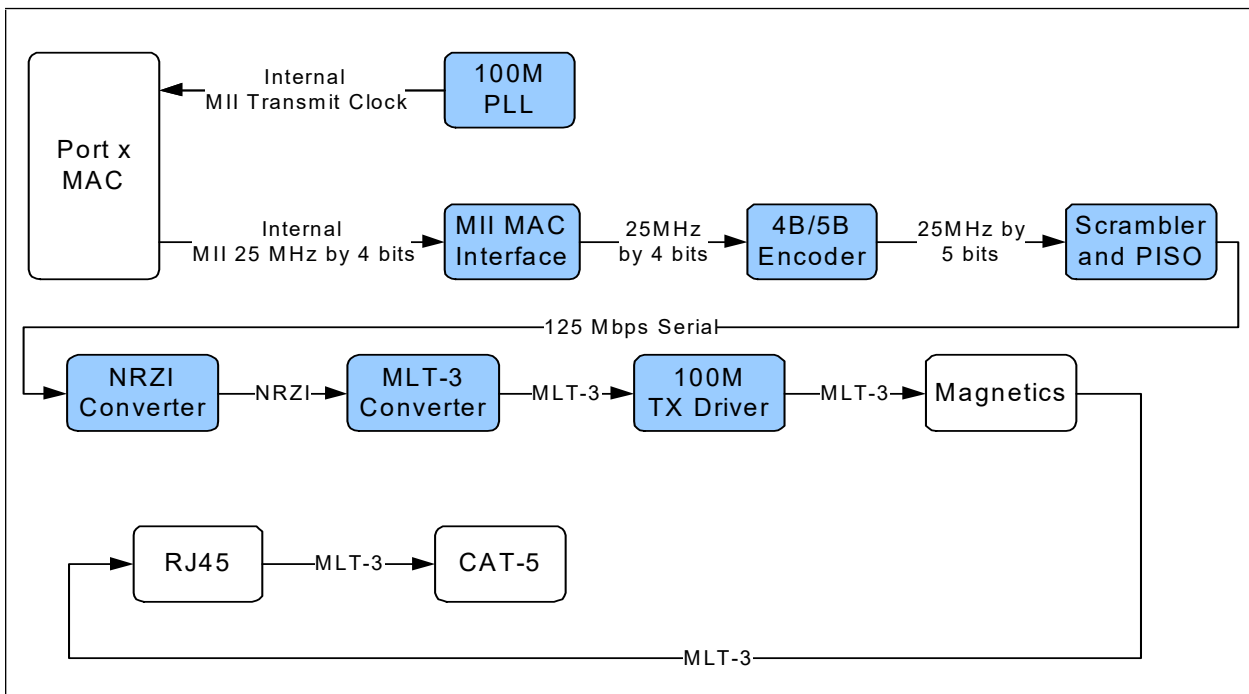 Internal
MII Transmit Clock
100M
PLL
Port x
MAC
Internal
MII 25 MHz by 4 bits
MII MAC
Interface
25MHz
by 4 bits
4B/5B
Encoder
25MHz by
5 bits
Scrambler
and PISO
125 Mbps Serial
NRZI
Converter
NRZI
MLT-3
Converter
MLT-3
100M
TX Driver
MLT-3
Magnetics
RJ45
MLT-3
CAT-5
MLT-3